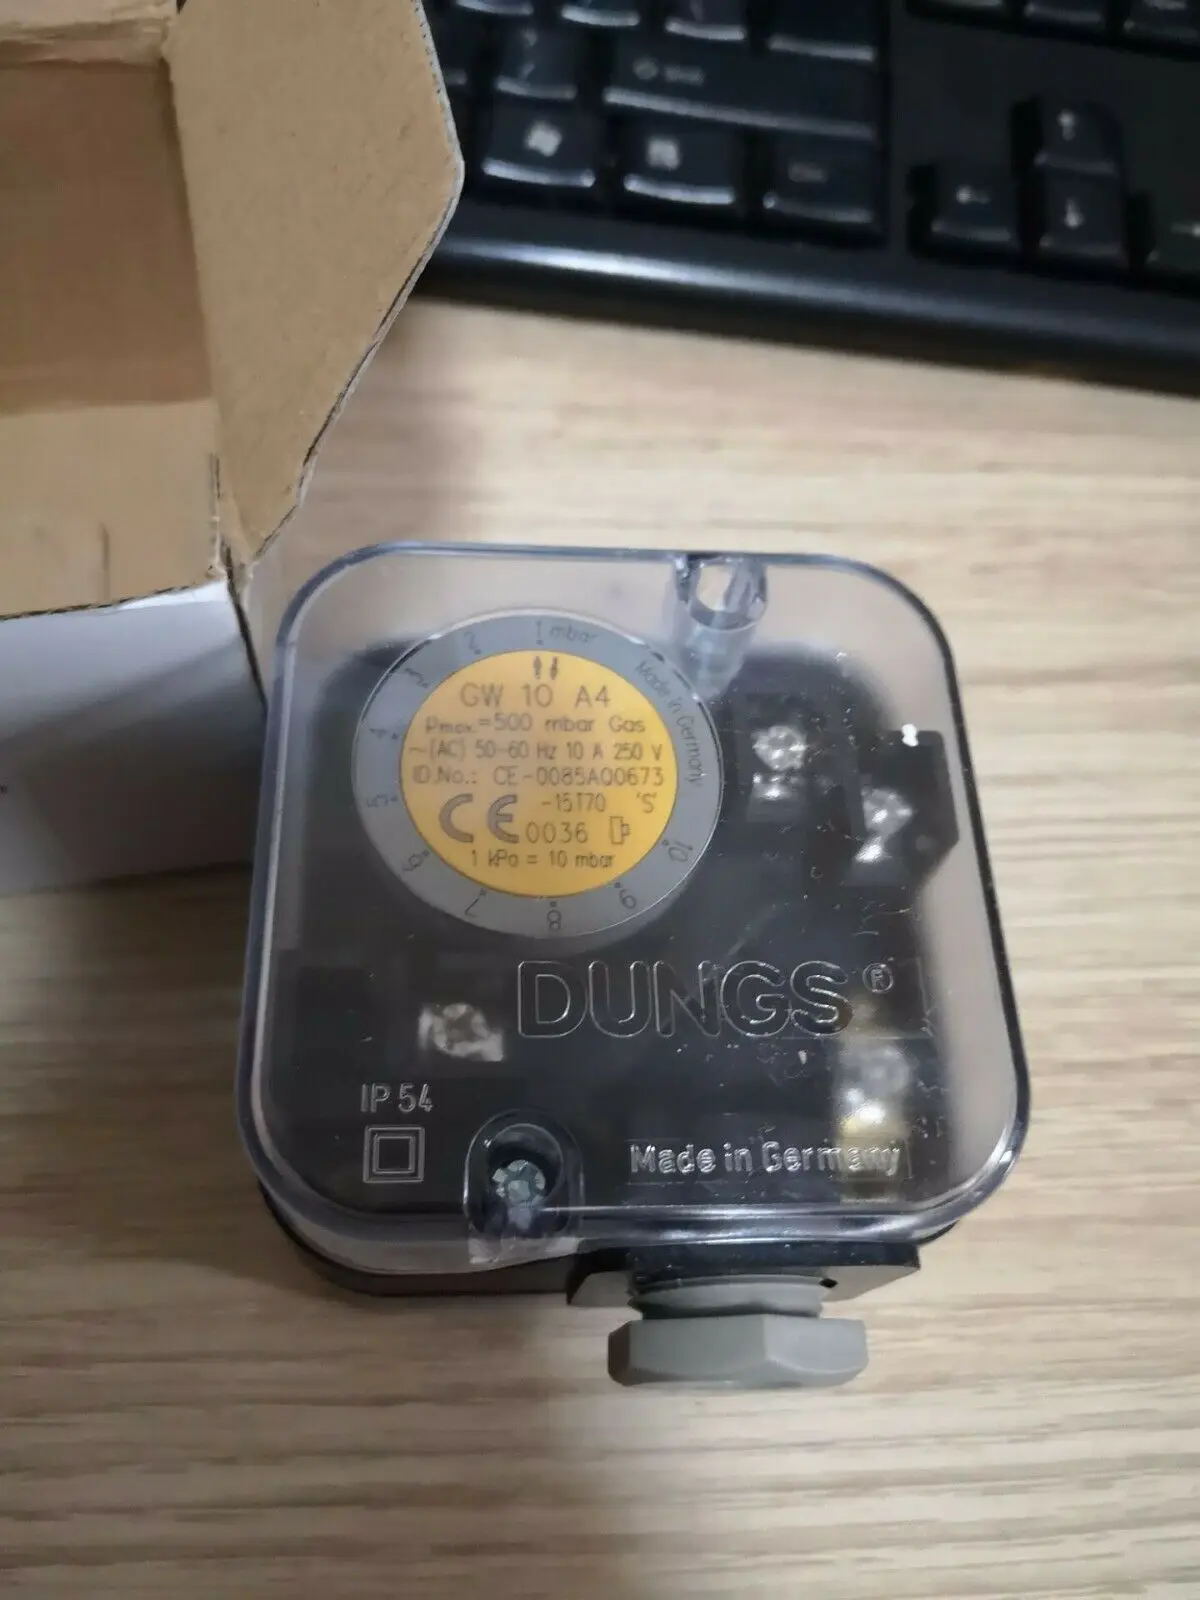 1 mbar
2
3
4
5
6
7
8
9
10
Made in Germany
GW 10 A4
Pmax.=500 mbar Gas
~(AC) 50-60 Hz 10 A 250 V
ID.No.: CE-0085AQ0673
-15T70 'S'
CE 0036
1 kPa = 10 mbar
DUNGS®
IP 54
Made in Germany